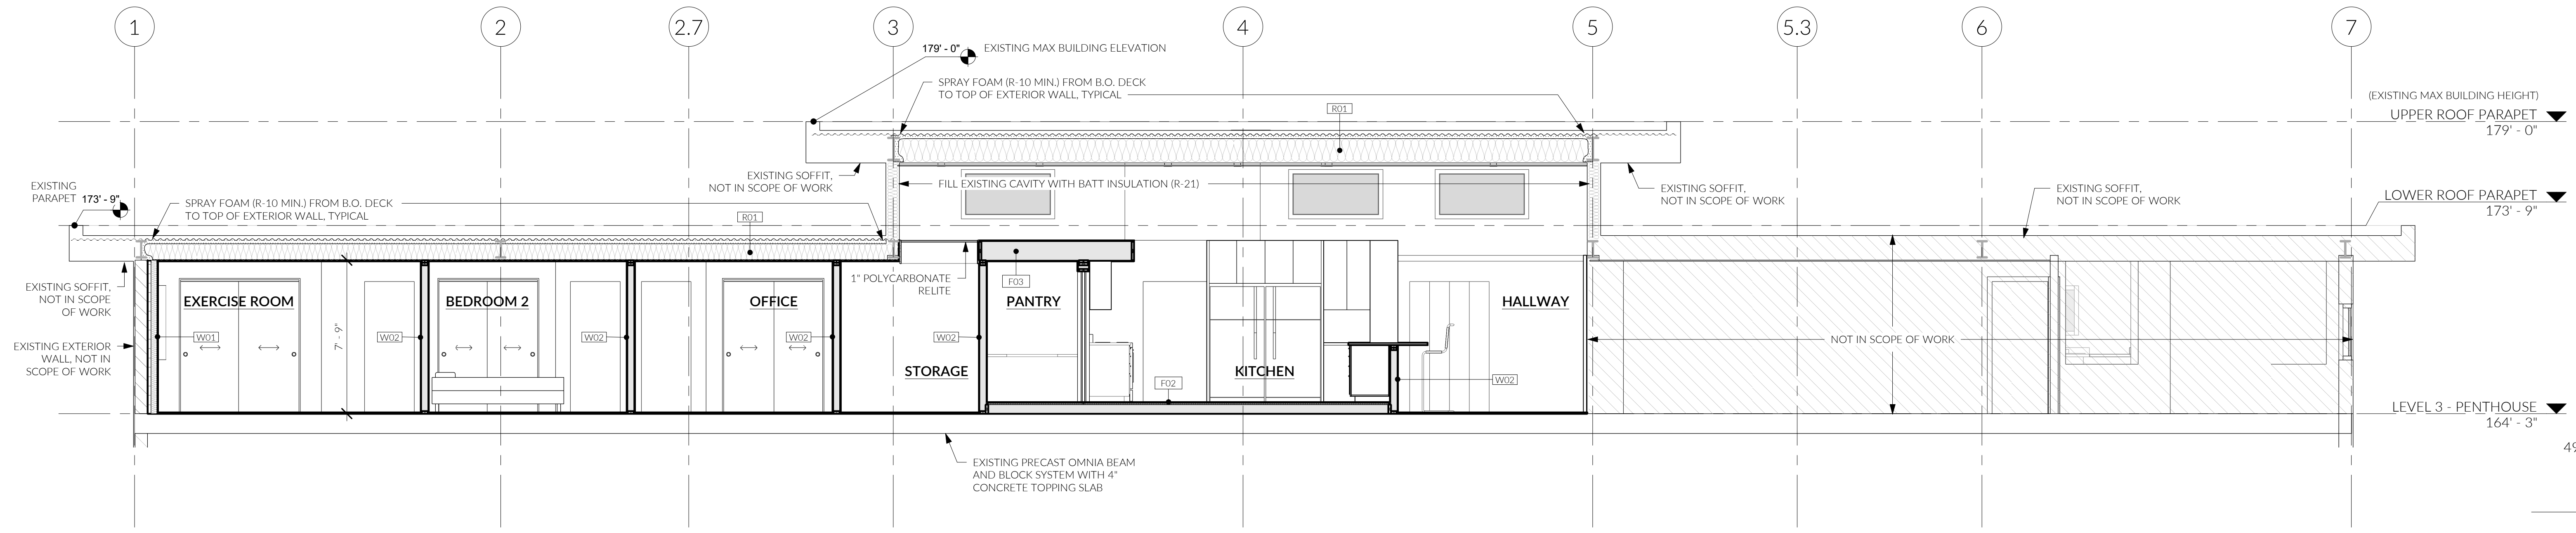 1
2
2.7
3
4
5
5.3
6
7
179' - 0"
EXISTING MAX BUILDING ELEVATION
SPRAY FOAM (R-10 MIN.) FROM B.O. DECK
TO TOP OF EXTERIOR WALL, TYPICAL
R01
(EXISTING MAX BUILDING HEIGHT)
UPPER ROOF PARAPET
179' - 0"
EXISTING SOFFIT,
NOT IN SCOPE OF WORK
FILL EXISTING CAVITY WITH BATT INSULATION (R-21)
EXISTING SOFFIT,
NOT IN SCOPE OF WORK
EXISTING SOFFIT,
NOT IN SCOPE OF WORK
LOWER ROOF PARAPET
173' - 9"
EXISTING
PARAPET
173' - 9"
SPRAY FOAM (R-10 MIN.) FROM B.O. DECK
TO TOP OF EXTERIOR WALL, TYPICAL
R01
1" POLYCARBONATE
RELITE
F03
EXISTING SOFFIT,
NOT IN SCOPE
OF WORK
EXERCISE ROOM
BEDROOM 2
OFFICE
PANTRY
HALLWAY
7' - 9"
W01
W02
W02
W02
W02
EXISTING EXTERIOR
WALL, NOT IN
SCOPE OF WORK
NOT IN SCOPE OF WORK
STORAGE
KITCHEN
F02
W02
LEVEL 3 - PENTHOUSE
164' - 3"
49
EXISTING PRECAST OMNIA BEAM
AND BLOCK SYSTEM WITH 4"
CONCRETE TOPPING SLAB